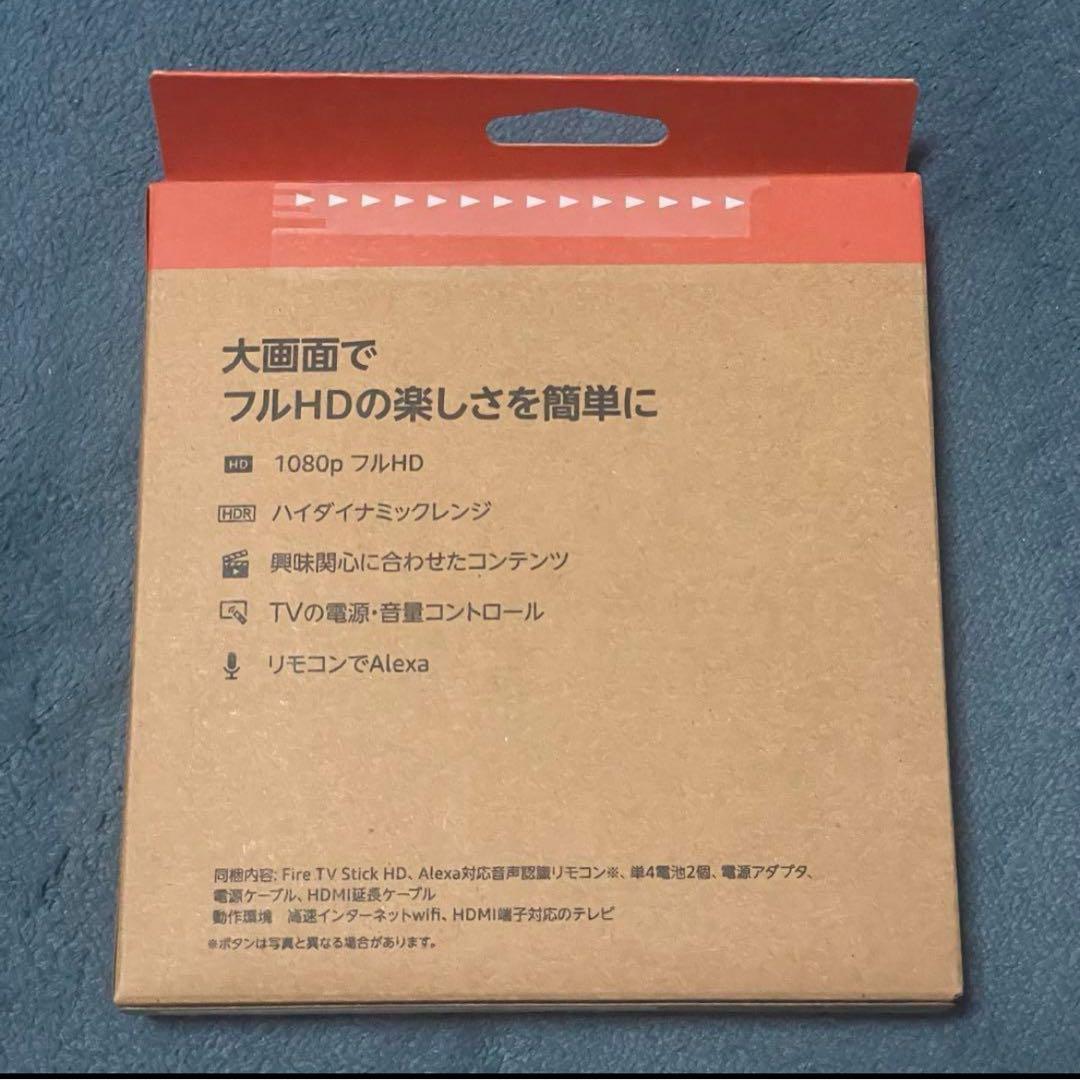 大画面で
フルHDの楽しさを簡単に
HD 1080p フルHD
HDR ハイダイナミックレンジ
興味関心に合わせたコンテンツ
TVの電源・音量コントロール
リモコンでAlexa
同梱内容: Fire TV Stick HD、Alexa対応音声認識リモコン※、単4電池2個、電源アダプタ、
電源ケーブル、HDMI延長ケーブル
動作環境 高速インターネットwifi、HDMI端子対応のテレビ
※ボタンは写真と異なる場合があります。